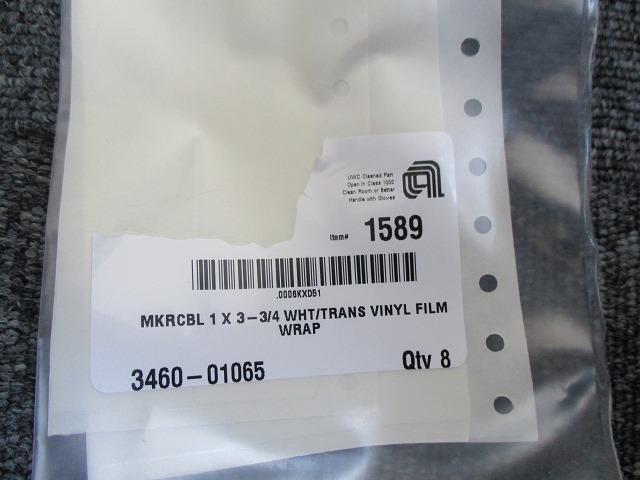 UWC Cleaned Part
Open in Class 1000
Clean Room or Better
Handle with Gloves
Item# 1589
.0006KXD51
MKRCBL 1 X 3-3/4 WHT/TRANS VINYL FILM
WRAP
3460-01065 Qty 8